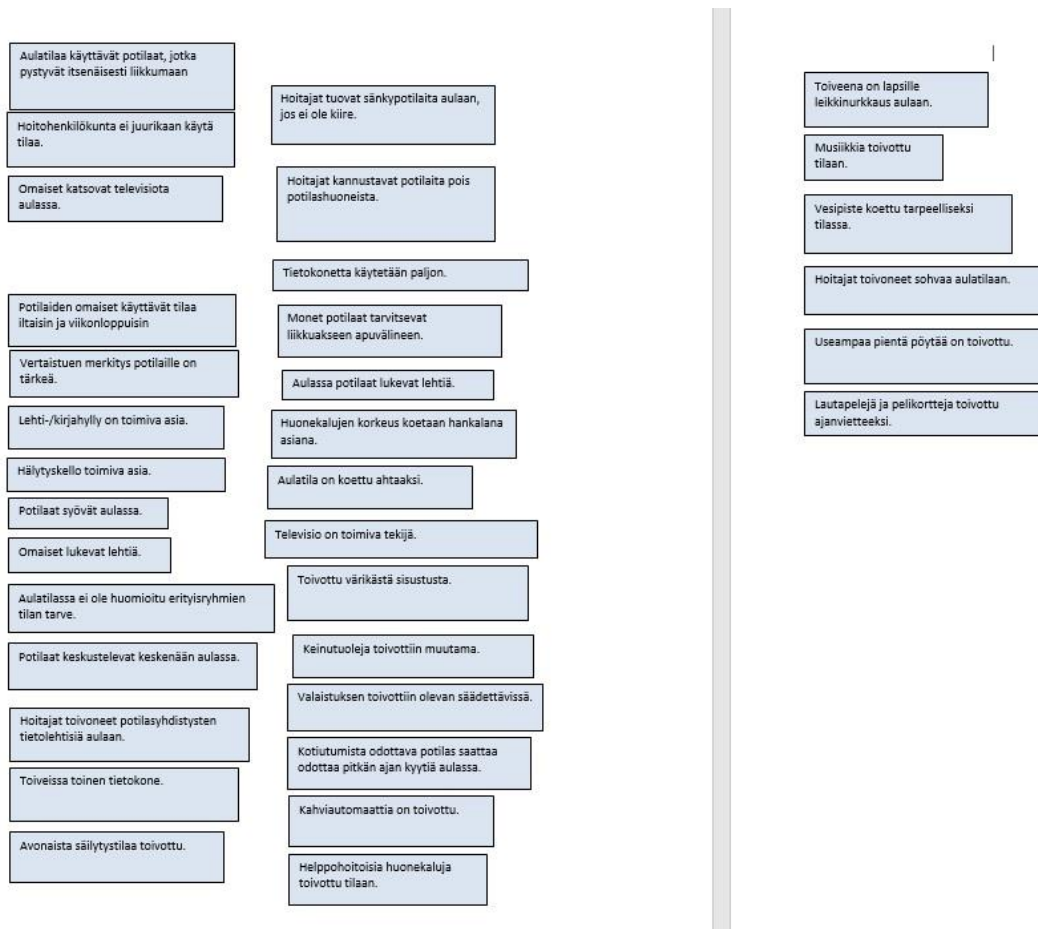 Aulatilaa käyttävät potilaat, jotka
pystyvät itsenäisesti liikkumaan
Hoitohenkilökunta ei juurikaan käytä
tilaa.
Omaiset katsovat televisiota
aulassa.
Potilaiden omaiset käyttävät tilaa
iltaisin ja viikonloppuisin
Vertaistuen merkitys potilaille on
tärkeä.
Lehti-/kirjahylly on toimiva asia.
Hälytyskello toimiva asia.
Potilaat syövät aulassa.
Omaiset lukevat lehtiä.
Aulatilassa ei ole huomioitu erityisryhmien
tilan tarve.
Potilaat keskustelevat keskenään aulassa.
Hoitajat toivoneet potilasyhdistysten
tietolehtisiä aulaan.
Toiveissa toinen tietokone.
Avonaista säilytystilaa toivottu.
Hoitajat tuovat sänkypotilaita aulaan,
jos ei ole kiire.
Hoitajat kannustavat potilaita pois
potilashuoneista.
Tietokonetta käytetään paljon.
Monet potilaat tarvitsevat
liikkuakseen apuvälineen.
Aulassa potilaat lukevat lehtiä.
Huonekalujen korkeus koetaan hankalana
asiana.
Aulatila on koettu ahtaaksi.
Televisio on toimiva tekijä.
Toivottu värikästä sisustusta.
Keinutuoleja toivottiin muutama.
Valaistuksen toivottiin olevan säädettävissä.
Kotiutumista odottava potilas saattaa
odottaa pitkän ajan kyytiä aulassa.
Kahviautomaattia on toivottu.
Helppohoitoisia huonekaluja
toivottu tilaan.
Toiveena on lapsille
leikkinurkkaus aulaan.
Musiikkia toivottu
tilaan.
Vesipiste koettu tarpeelliseksi
tilassa.
Hoitajat toivoneet sohvaa aulatilaan.
Useampaa pientä pöytää on toivottu.
Lautapelejä ja pelikortteja toivottu
ajanvietteeksi.